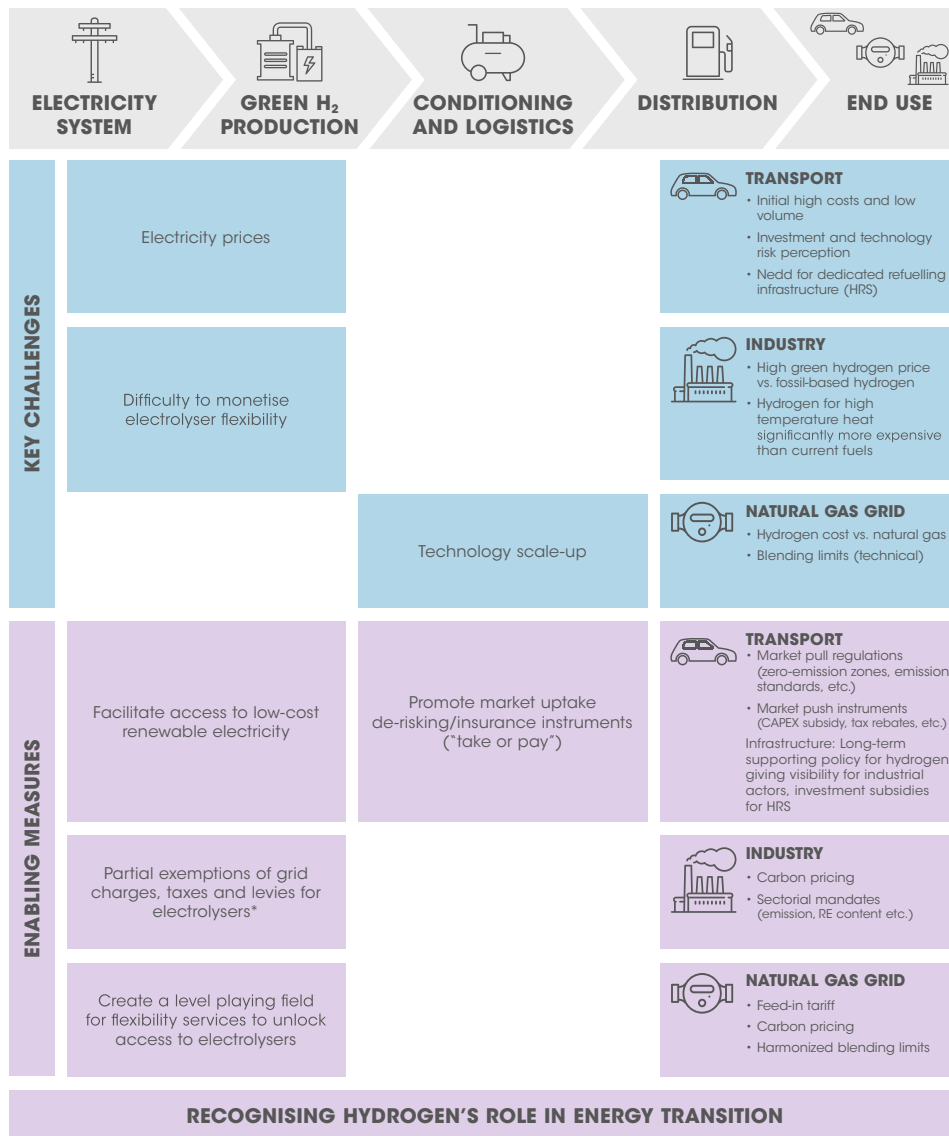 ELECTRICITY
SYSTEM
GREEN H₂
PRODUCTION
CONDITIONING
AND LOGISTICS
DISTRIBUTION
END USE
KEY CHALLENGES
Electricity prices
Difficulty to monetise
electrolyser flexibility
Technology scale-up
TRANSPORT
• Initial high costs and low
volume
• Investment and technology
risk perception
• Nedd for dedicated refuelling
infrastructure (HRS)
INDUSTRY
• High green hydrogen price
vs. fossil-based hydrogen
• Hydrogen for high
temperature heat
significantly more expensive
than current fuels
NATURAL GAS GRID
• Hydrogen cost vs. natural gas
• Blending limits (technical)
ENABLING MEASURES
Facilitate access to low-cost
renewable electricity
Partial exemptions of grid
charges, taxes and levies for
electrolysers*
Create a level playing field
for flexibility services to unlock
access to electrolysers
Promote market uptake
de-risking/insurance instruments
("take or pay")
TRANSPORT
• Market pull regulations
(zero-emission zones, emission
standards, etc.)
• Market push instruments
(CAPEX subsidy, tax rebates, etc.)
Infrastructure: Long-term
supporting policy for hydrogen
giving visibility for industrial
actors, investment subsidies
for HRS
INDUSTRY
• Carbon pricing
• Sectorial mandates
(emission, RE content etc.)
NATURAL GAS GRID
• Feed-in tariff
• Carbon pricing
• Harmonized blending limits
RECOGNISING HYDROGEN'S ROLE IN ENERGY TRANSITION